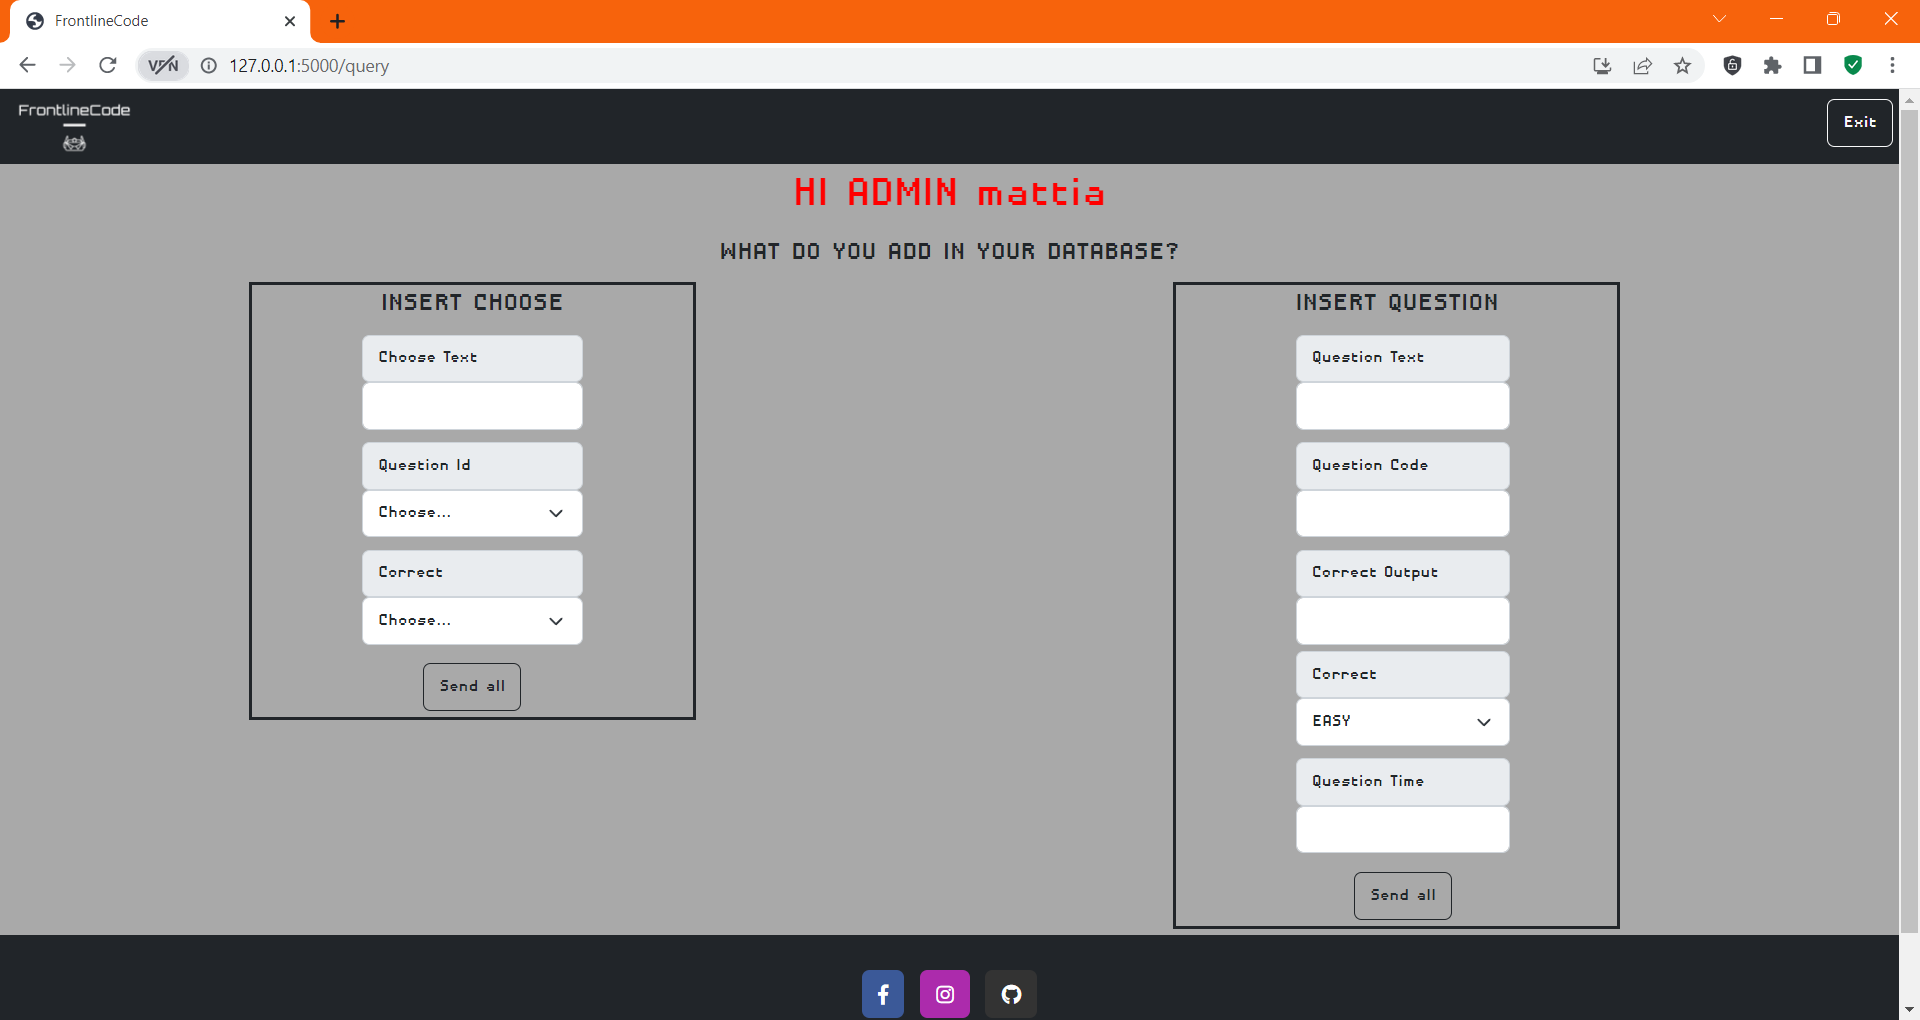 FrontlineCode
VPN
127.0.0.1:5000/query
FrontlineCode
Exit
HI ADMIN mattia
WHAT DO YOU ADD IN YOUR DATABASE?
INSERT CHOOSE
Choose Text
Question Id
Choose...
Correct
Choose...
Send all
INSERT QUESTION
Question Text
Question Code
Correct Output
Correct
EASY
Question Time
Send all